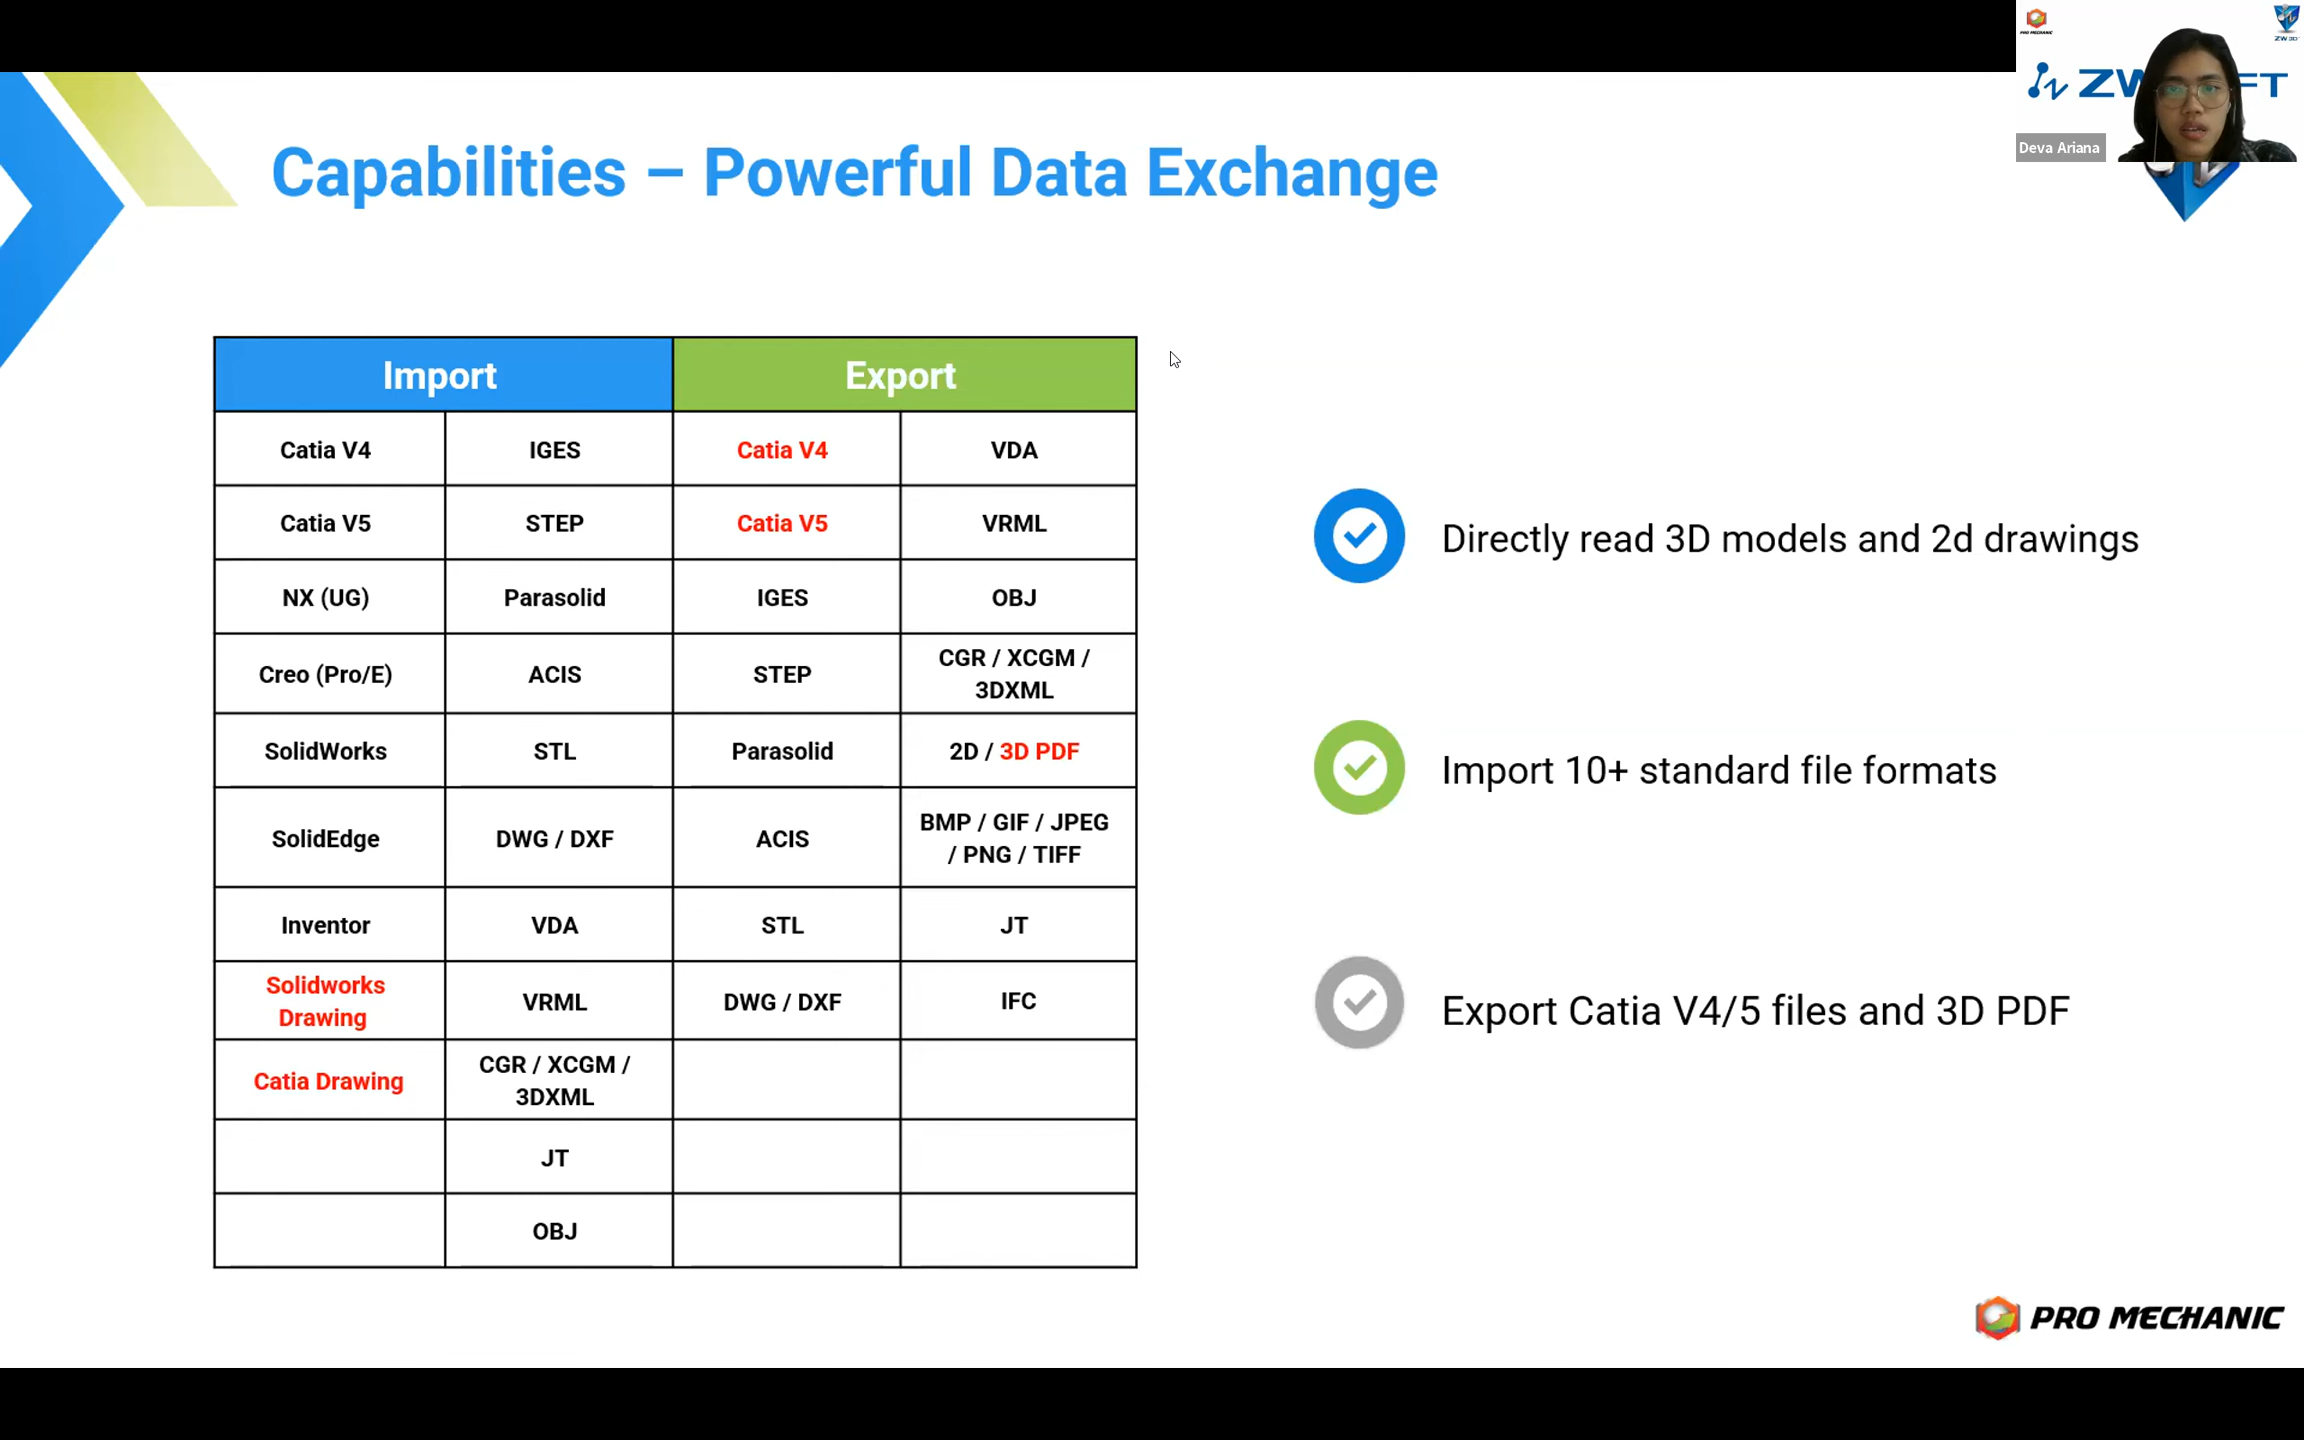 PRO MECHANIC
ZW3D
Deva Ariana
Capabilities – Powerful Data Exchange
Import Export
Catia V4 IGES Catia V4 VDA
Catia V5 STEP Catia V5 VRML
NX (UG) Parasolid IGES OBJ
Creo (Pro/E) ACIS STEP CGR / XCGM /
3DXML
SolidWorks STL Parasolid 2D / 3D PDF
SolidEdge DWG / DXF ACIS BMP / GIF / JPEG
/ PNG / TIFF
Inventor VDA STL JT
Solidworks
Drawing VRML DWG / DXF IFC
Catia Drawing CGR / XCGM /
3DXML
JT
OBJ
Directly read 3D models and 2d drawings
Import 10+ standard file formats
Export Catia V4/5 files and 3D PDF
PRO MECHANIC